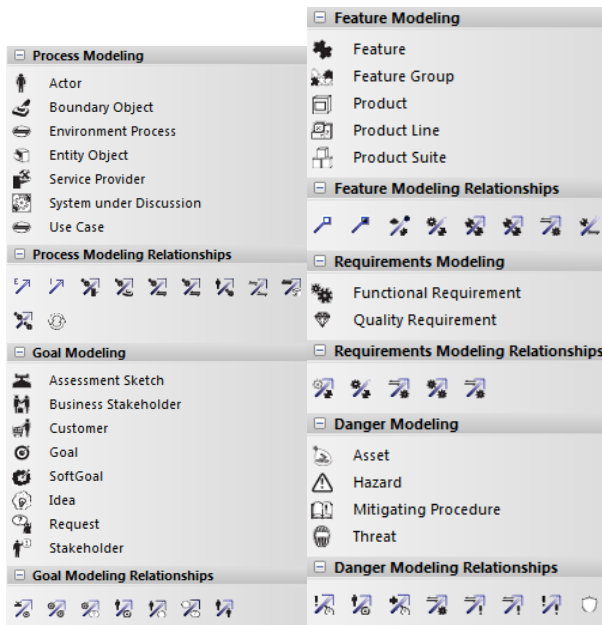 Process Modeling
Actor
Boundary Object
Environment Process
Entity Object
Service Provider
System under Discussion
Use Case
Process Modeling Relationships
Goal Modeling
Assessment Sketch
Business Stakeholder
Customer
Goal
SoftGoal
Idea
Request
Stakeholder
Goal Modeling Relationships
Feature Modeling
Feature
Feature Group
Product
Product Line
Product Suite
Feature Modeling Relationships
Requirements Modeling
Functional Requirement
Quality Requirement
Requirements Modeling Relationships
Danger Modeling
Asset
Hazard
Mitigating Procedure
Threat
Danger Modeling Relationships